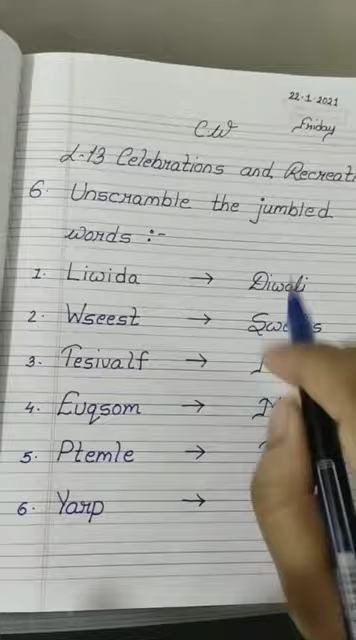 22.1.2021
C.W Friday
L-13 Celebrations and Recreat
6. Unscramble the jumbled
words :-
1. Liwida → Diwali
2. Wseest →
3. Tesivalf →
4. Euqsom →
5. Ptemle →
6. Yarp →